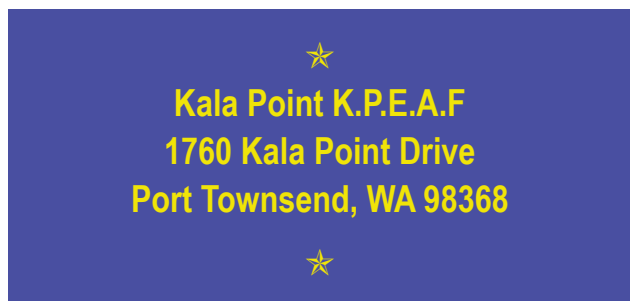 Kala Point K.P.E.A.F
1760 Kala Point Drive
Port Townsend, WA 98368